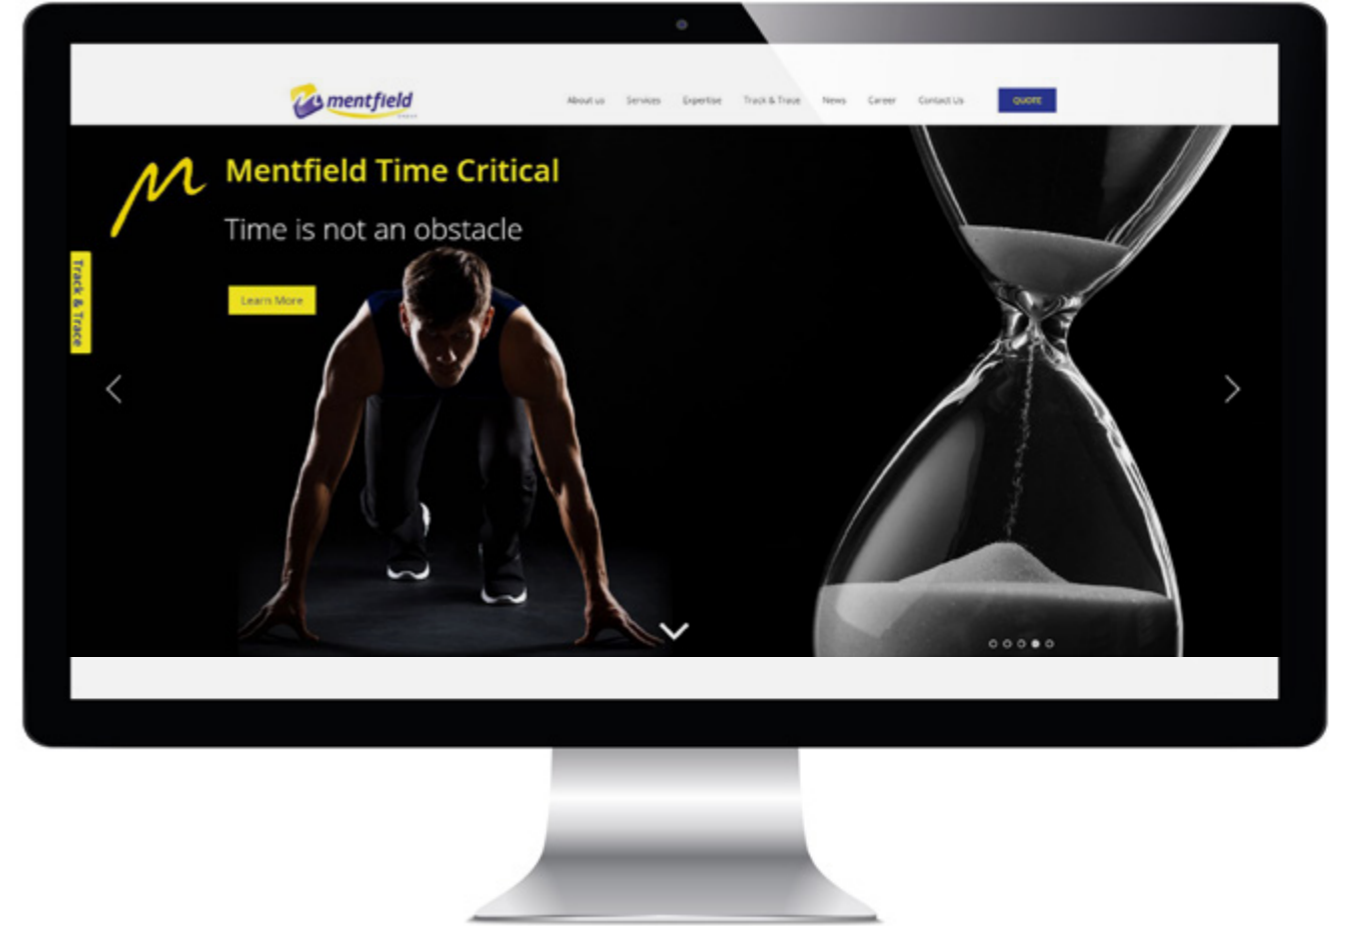 mentfield
About us Services Expertise Track & Trace News Career Contact Us QUOTE
Mentfield Time Critical
Time is not an obstacle
Learn More
Track & Trace